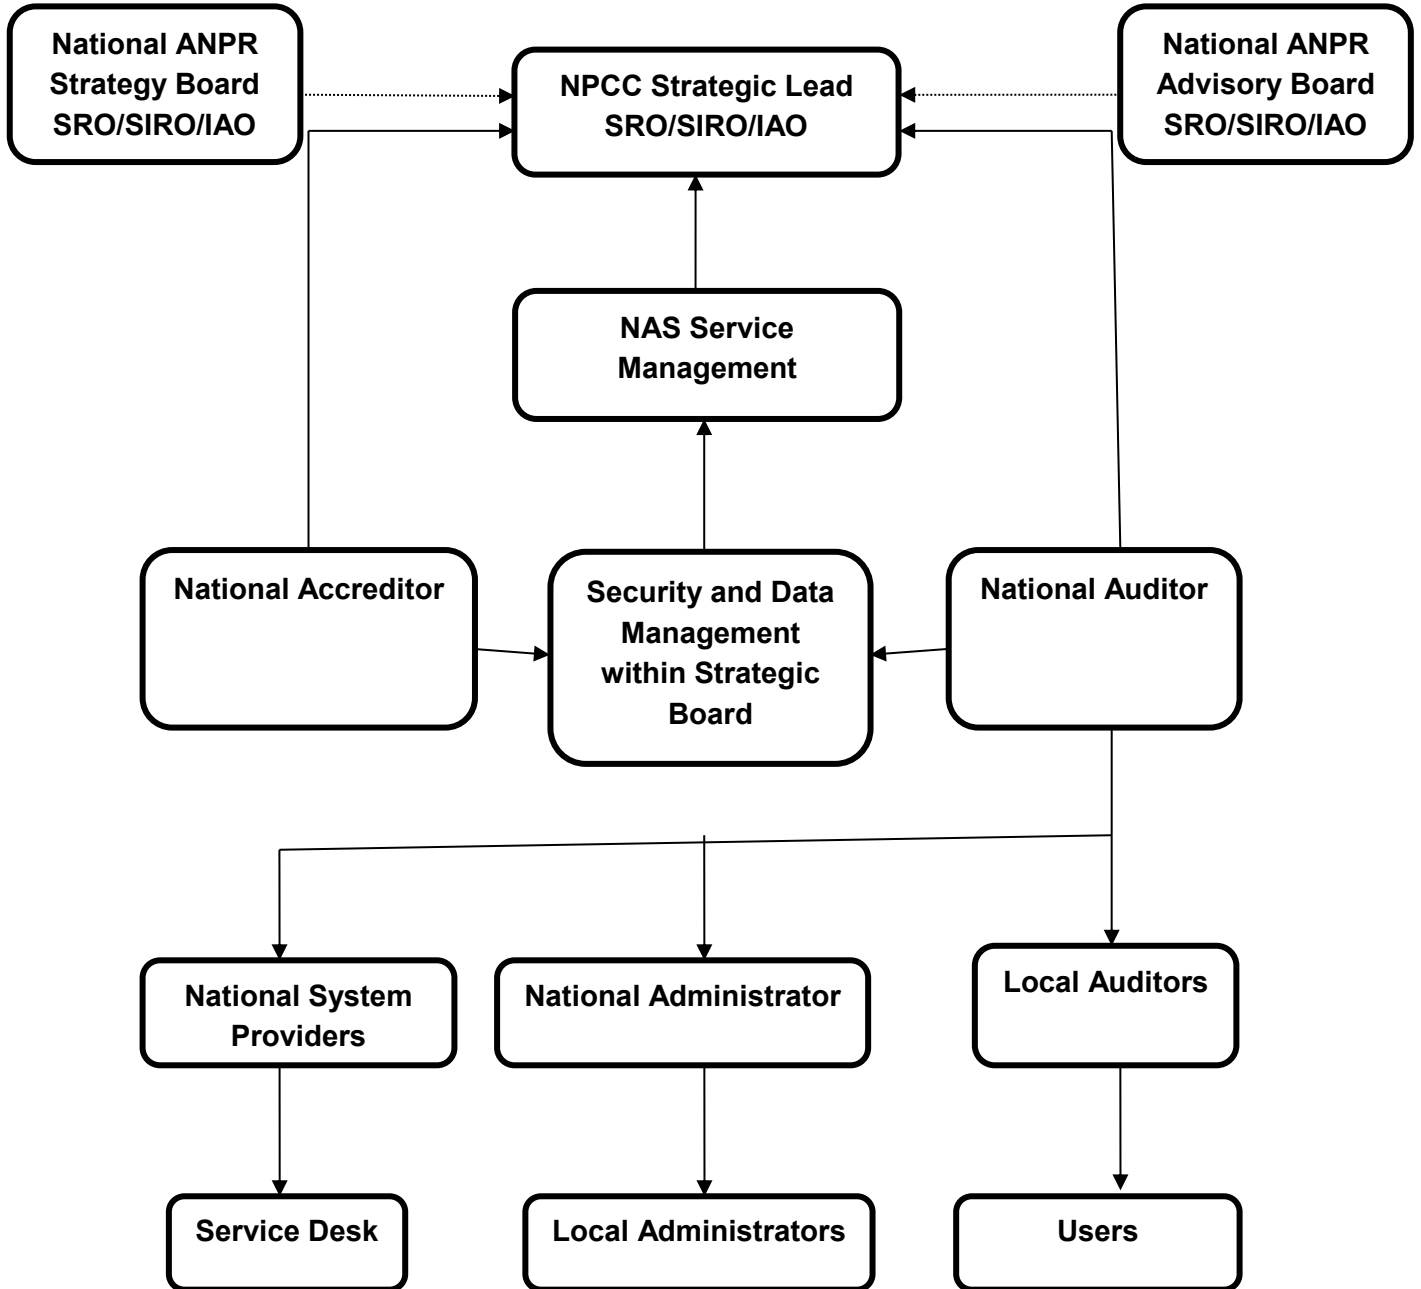 National ANPR
Strategy Board
SRO/SIRO/IAO
NPCC Strategic Lead
SRO/SIRO/IAO
National ANPR
Advisory Board
SRO/SIRO/IAO
NAS Service
Management
National Accreditor
Security and Data
Management
within Strategic
Board
National Auditor
National System
Providers
National Administrator
Local Auditors
Service Desk
Local Administrators
Users